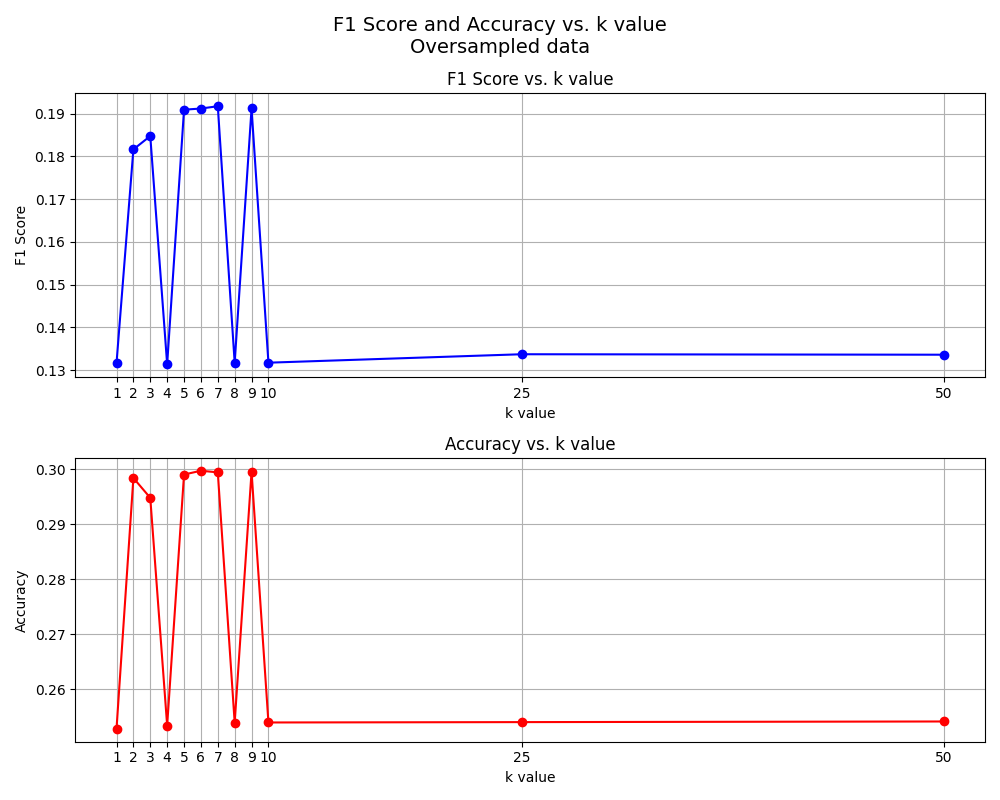 F1 Score and Accuracy vs. k value
Oversampled data
F1 Score vs. k value
0.19
0.18
0.17
0.16
0.15
0.14
0.13
F1 Score
1 2 3 4 5 6 7 8 9 10 25 50
k value
Accuracy vs. k value
0.30
0.29
0.28
0.27
0.26
Accuracy
1 2 3 4 5 6 7 8 9 10 25 50
k value